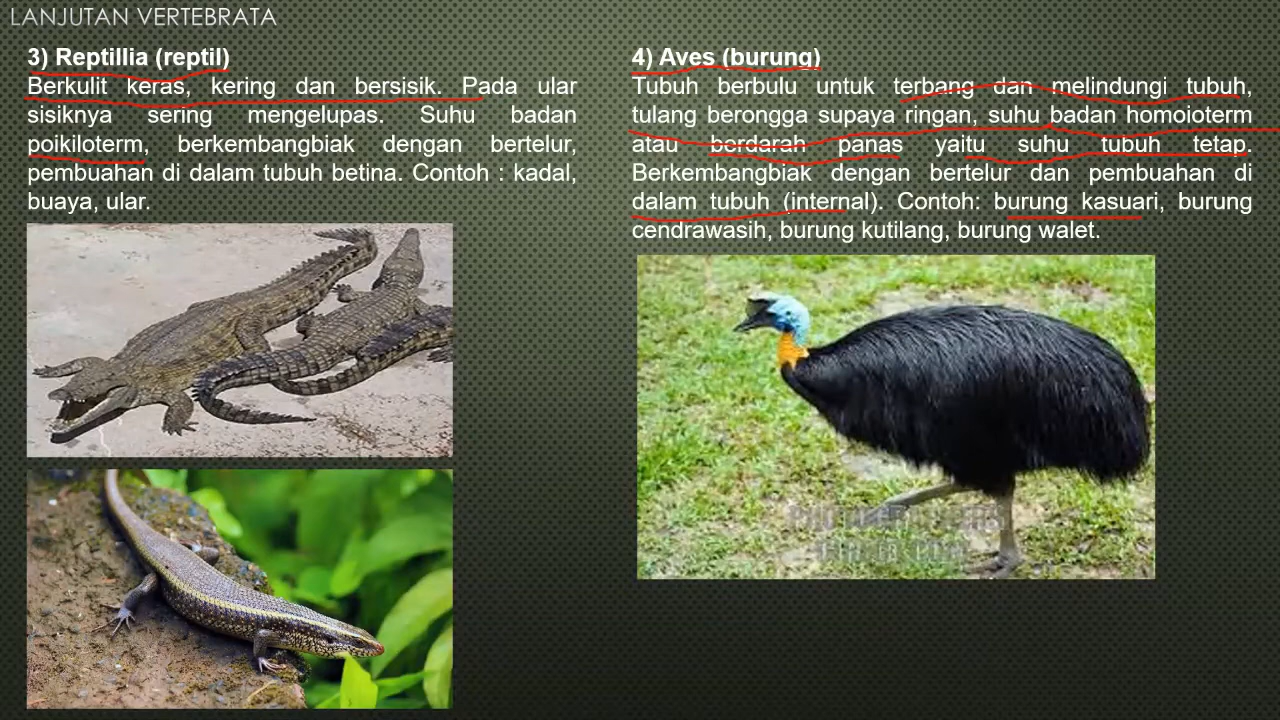 LANJUTAN VERTEBRATA
3) Reptillia (reptil)
Berkulit keras, kering dan bersisik. Pada ular
sisiknya sering mengelupas. Suhu badan
poikiloterm, berkembangbiak dengan bertelur,
pembuahan di dalam tubuh betina. Contoh : kadal,
buaya, ular.
4) Aves (burung)
Tubuh berbulu untuk terbang dan melindungi tubuh,
tulang berongga supaya ringan, suhu badan homoioterm
atau berdarah panas yaitu suhu tubuh tetap.
Berkembangbiak dengan bertelur dan pembuahan di
dalam tubuh (internal). Contoh: burung kasuari, burung
cendrawasih, burung kutilang, burung walet.